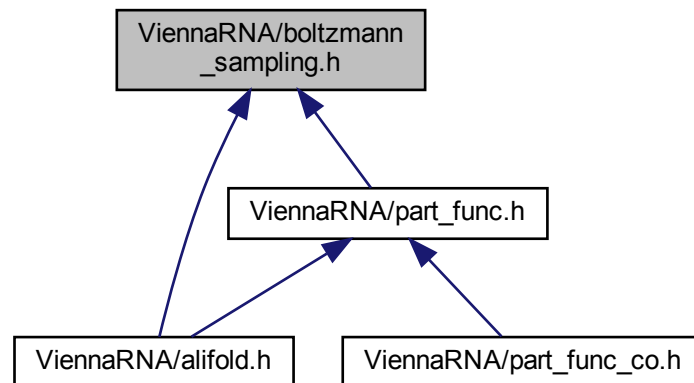 ViennaRNA/boltzmann
_sampling.h
ViennaRNA/part_func.h
ViennaRNA/alifold.h
ViennaRNA/part_func_co.h